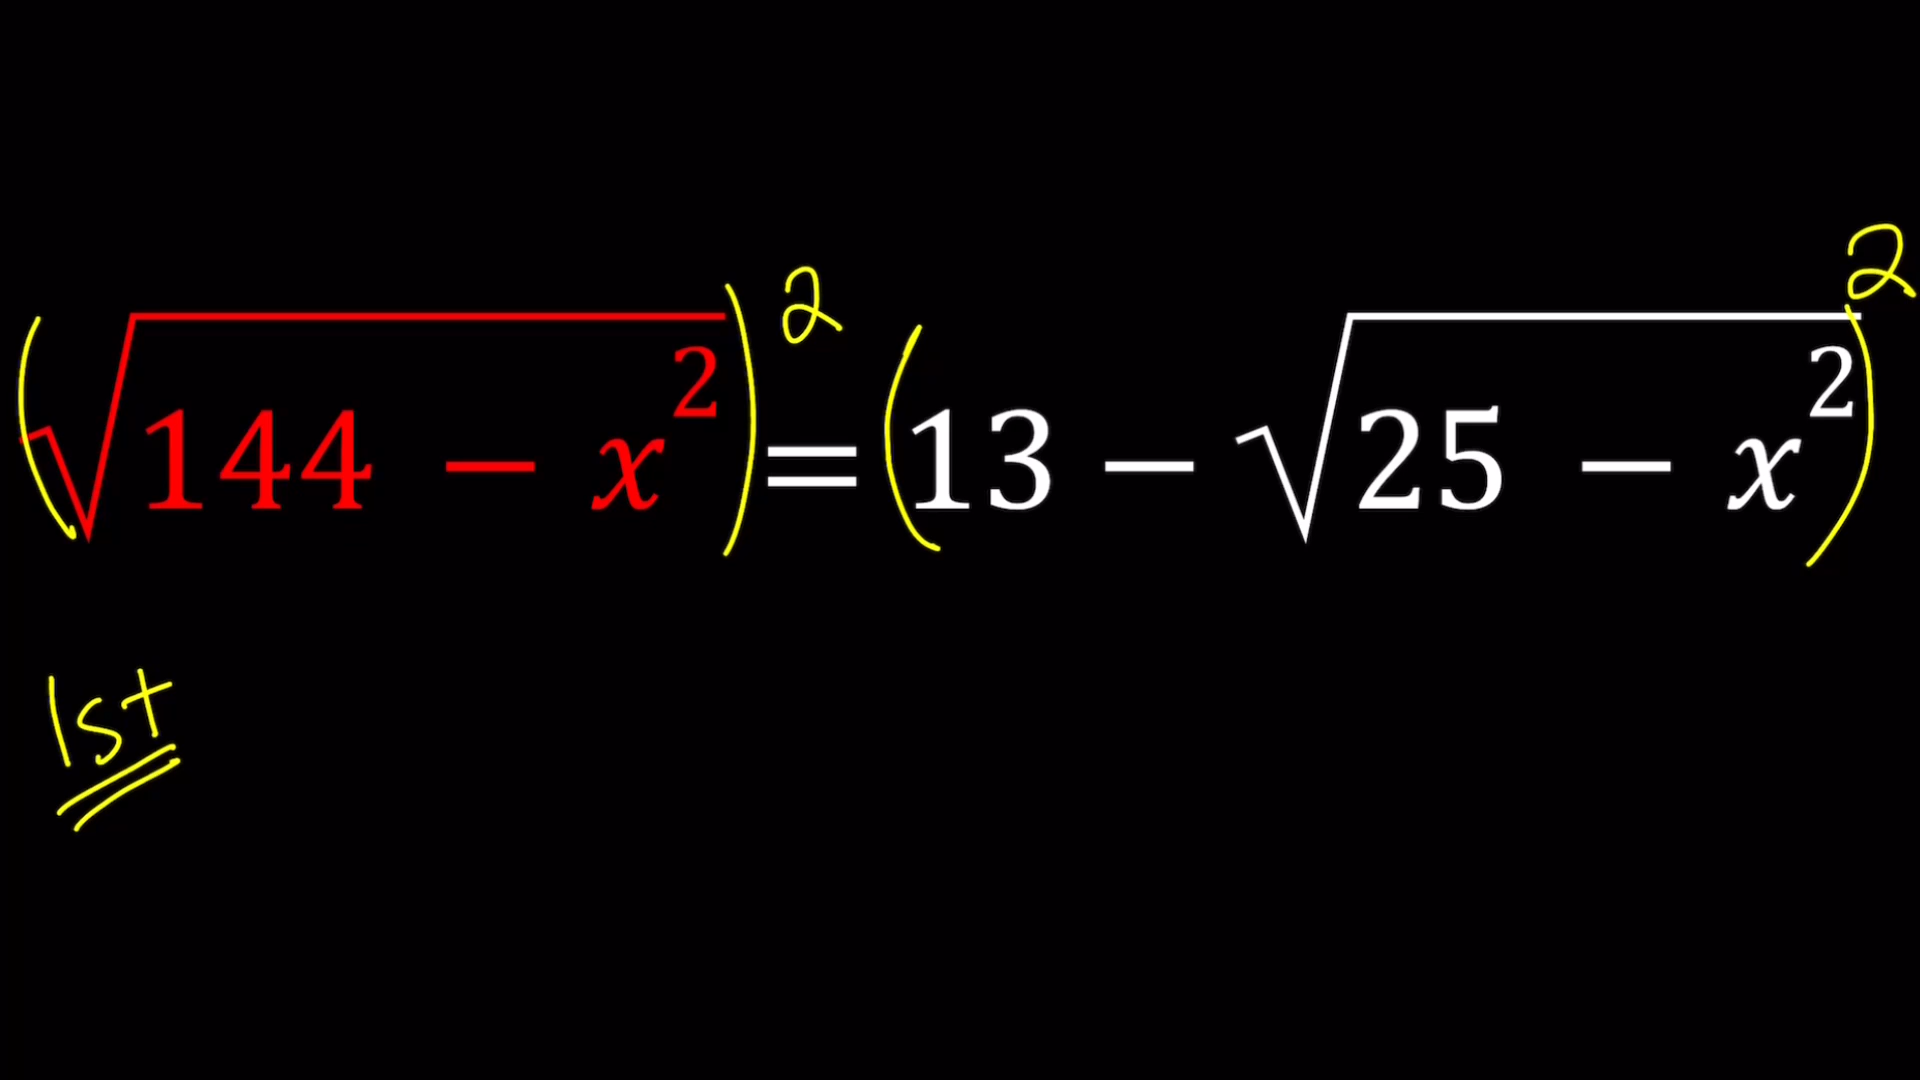 (√144 − x²)² = (13 − √25 − x²)²
1st